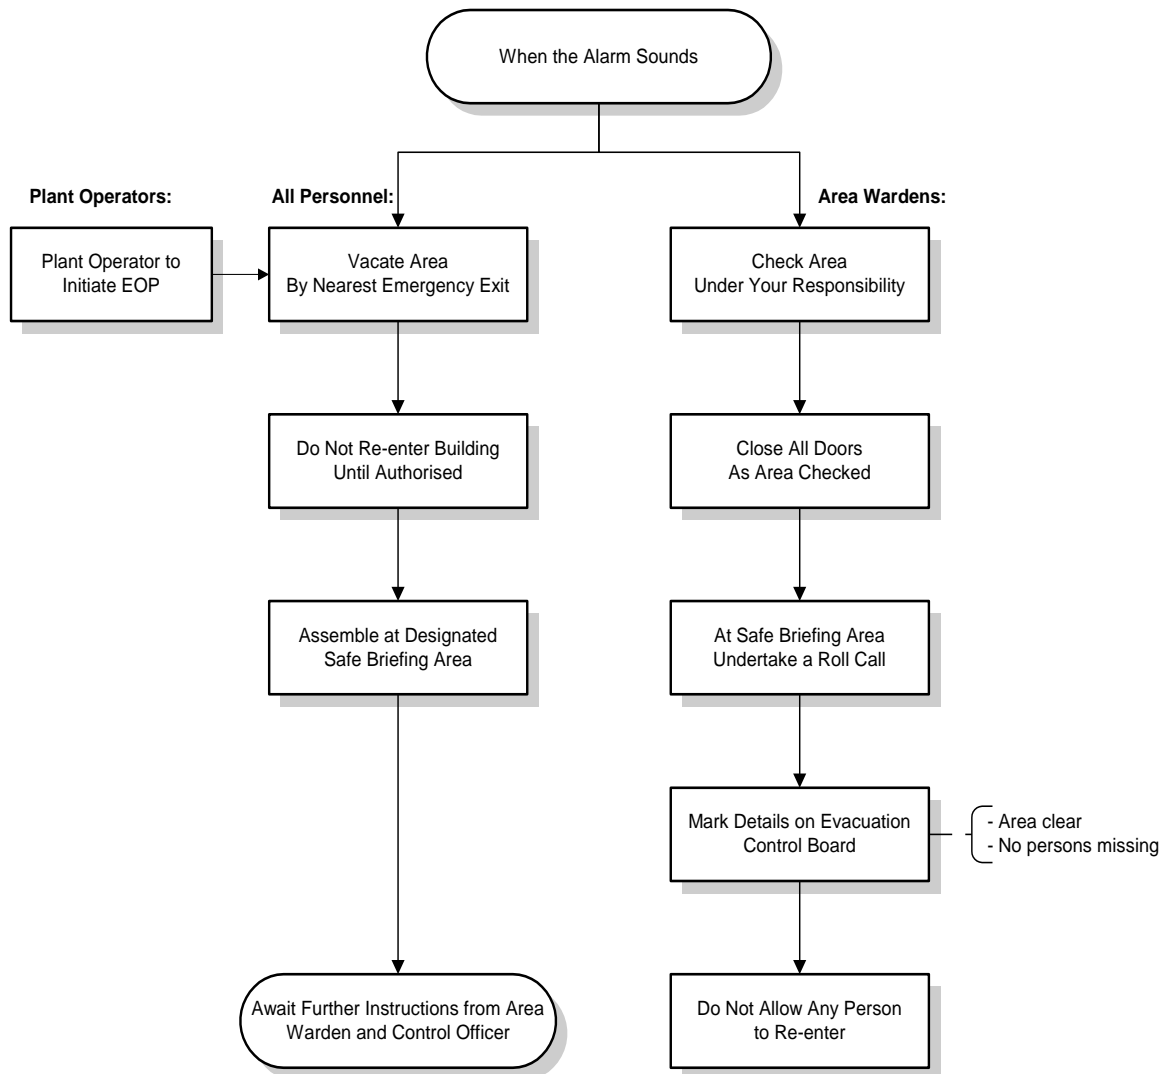 When the Alarm Sounds
Plant Operators:
All Personnel:
Area Wardens:
Plant Operator to
Initiate EOP
Vacate Area
By Nearest Emergency Exit
Check Area
Under Your Responsibility
Do Not Re-enter Building
Until Authorised
Close All Doors
As Area Checked
Assemble at Designated
Safe Briefing Area
At Safe Briefing Area
Undertake a Roll Call
Mark Details on Evacuation
Control Board
- Area clear
- No persons missing
Await Further Instructions from Area
Warden and Control Officer
Do Not Allow Any Person
to Re-enter